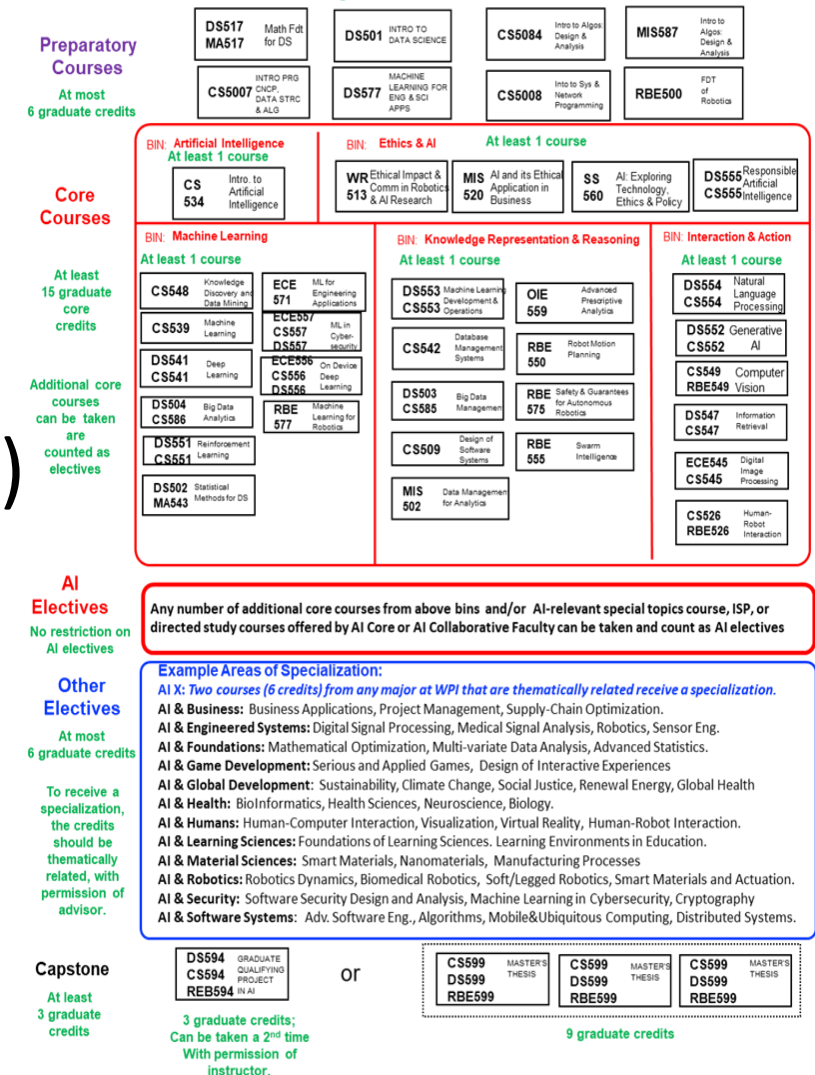 Preparatory
Courses
At most
6 graduate credits
DS517
MA517
Math Fdt
for DS
DS501
INTRO TO
DATA SCIENCE
CS5084
Intro to Algos:
Design &
Analysis
MIS587
Intro to
Algos:
Design &
Analysis
CS5007
INTRO PRG
CNCP,
DATA STRC
& ALG
DS577
MACHINE
LEARNING FOR
ENG & SCI
APPS
CS5008
Into to Sys &
Network
Programming
RBE500
FDT
of
Robotics
Core
Courses
At least
15 graduate
core
credits
Additional core
courses
can be taken
are
counted as
electives
)
BIN: Artificial Intelligence
At least 1 course
CS
534
Intro. to
Artificial
Intelligence
BIN: Ethics & AI
At least 1 course
WR
513
Ethical Impact &
Comm in Robotics
& AI Research
MIS
520
AI and its Ethical
Application in
Business
SS
560
AI: Exploring
Technology,
Ethics & Policy
DS555
CS555
Responsible
Artificial
Intelligence
BIN: Machine Learning
At least 1 course
CS548
Knowledge
Discovery and
Data Mining
CS539
Machine
Learning
DS541
CS541
Deep
Learning
DS504
CS586
Big Data
Analytics
DS551
CS551
Reinforcement
Learning
DS502
MA543
Statistical
Methods for DS
ECE
571
ML for
Engineering
Applications
ECE557
CS557
DS557
ML in
Cyber-
security
ECE556
CS556
DS556
On Device
Deep
Learning
RBE
577
Machine
Learning for
Robotics
BIN: Knowledge Representation & Reasoning
At least 1 course
DS553
CS553
Machine Learning
Development &
Operations
CS542
Database
Management
Systems
DS503
CS585
Big Data
Management
CS509
Design of
Software
Systems
MIS
502
Data Management
for Analytics
OIE
559
Advanced
Prescriptive
Analytics
RBE
550
Robot Motion
Planning
RBE
575
Safety & Guarantees
for Autonomous
Robotics
RBE
555
Swarm
Intelligence
BIN: Interaction & Action
At least 1 course
DS554
CS554
Natural
Language
Processing
DS552
CS552
Generative
AI
CS549
RBE549
Computer
Vision
DS547
CS547
Information
Retrieval
ECE545
CS545
Digital
Image
Processing
CS526
RBE526
Human-
Robot
Interaction
AI
Electives
No restriction on
AI electives
Any number of additional core courses from above bins and/or AI-relevant special topics course, ISP, or
directed study courses offered by AI Core or AI Collaborative Faculty can be taken and count as AI electives
Other
Electives
At most
6 graduate credits
To receive a
specialization,
the credits
should be
thematically
related, with
permission of
advisor.
Example Areas of Specialization:
AI X: Two courses (6 credits) from any major at WPI that are thematically related receive a specialization.
AI & Business: Business Applications, Project Management, Supply-Chain Optimization.
AI & Engineered Systems: Digital Signal Processing, Medical Signal Analysis, Robotics, Sensor Eng.
AI & Foundations: Mathematical Optimization, Multi-variate Data Analysis, Advanced Statistics.
AI & Game Development: Serious and Applied Games, Design of Interactive Experiences
AI & Global Development: Sustainability, Climate Change, Social Justice, Renewal Energy, Global Health
AI & Health: BioInformatics, Health Sciences, Neuroscience, Biology.
AI & Humans: Human-Computer Interaction, Visualization, Virtual Reality, Human-Robot Interaction.
AI & Learning Sciences: Foundations of Learning Sciences. Learning Environments in Education.
AI & Material Sciences: Smart Materials, Nanomaterials, Manufacturing Processes
AI & Robotics: Robotics Dynamics, Biomedical Robotics, Soft/Legged Robotics, Smart Materials and Actuation.
AI & Security: Software Security Design and Analysis, Machine Learning in Cybersecurity, Cryptography
AI & Software Systems: Adv. Software Eng., Algorithms, Mobile&Ubiquitous Computing, Distributed Systems.
Capstone
At least
3 graduate
credits
DS594
CS594
REB594
GRADUATE
QUALIFYING
PROJECT
IN AI
3 graduate credits;
Can be taken a 2nd time
With permission of
instructor.
or
CS599
DS599
RBE599
MASTER'S
THESIS
CS599
DS599
RBE599
MASTER'S
THESIS
CS599
DS599
RBE599
MASTER'S
THESIS
9 graduate credits